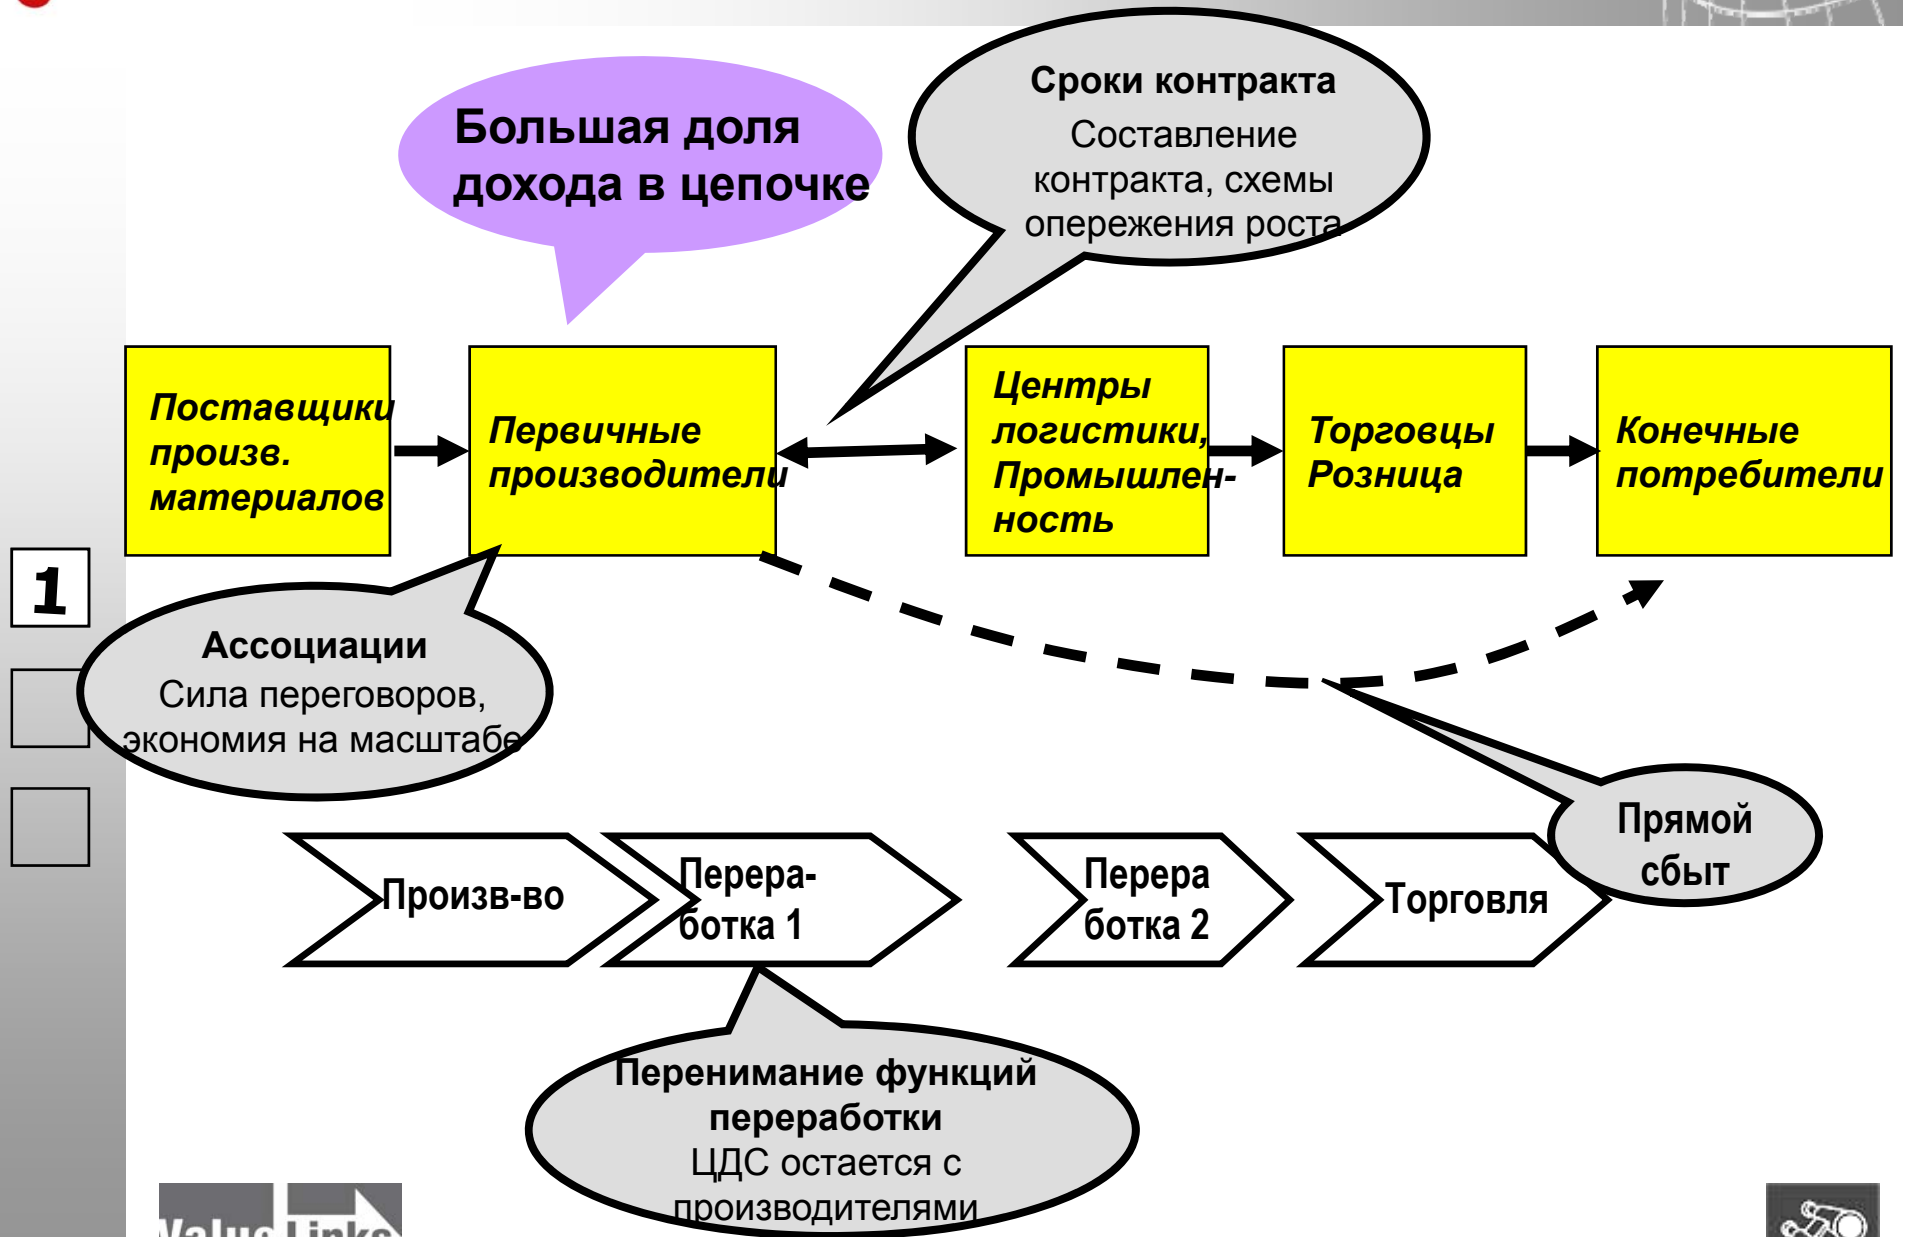 Большая доля
дохода в цепочке
Сроки контракта
Составление
контракта, схемы
опережения роста
Поставщики
произв.
материалов
Первичные
производители
Центры
логистики,
Промышлен-
ность
Торговцы
Розница
Конечные
потребители
1
Ассоциации
Сила переговоров,
экономия на масштабе
Прямой
сбыт
Произв-во
Перера-
ботка 1
Перера
ботка 2
Торговля
Перенимание функций
переработки
ЦДС остается с
производителями
Value Links